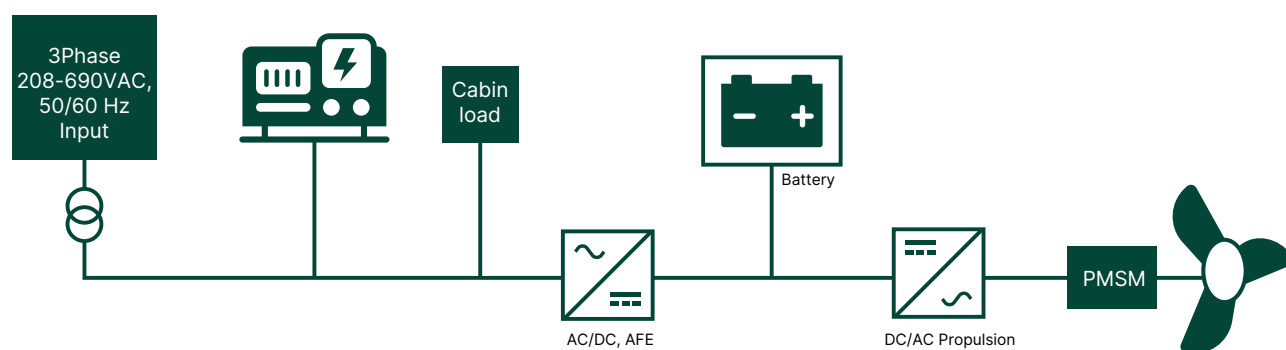 3Phase
208-690VAC,
50/60 Hz
Input
Cabin
load
Battery
AC/DC, AFE
DC/AC Propulsion
PMSM